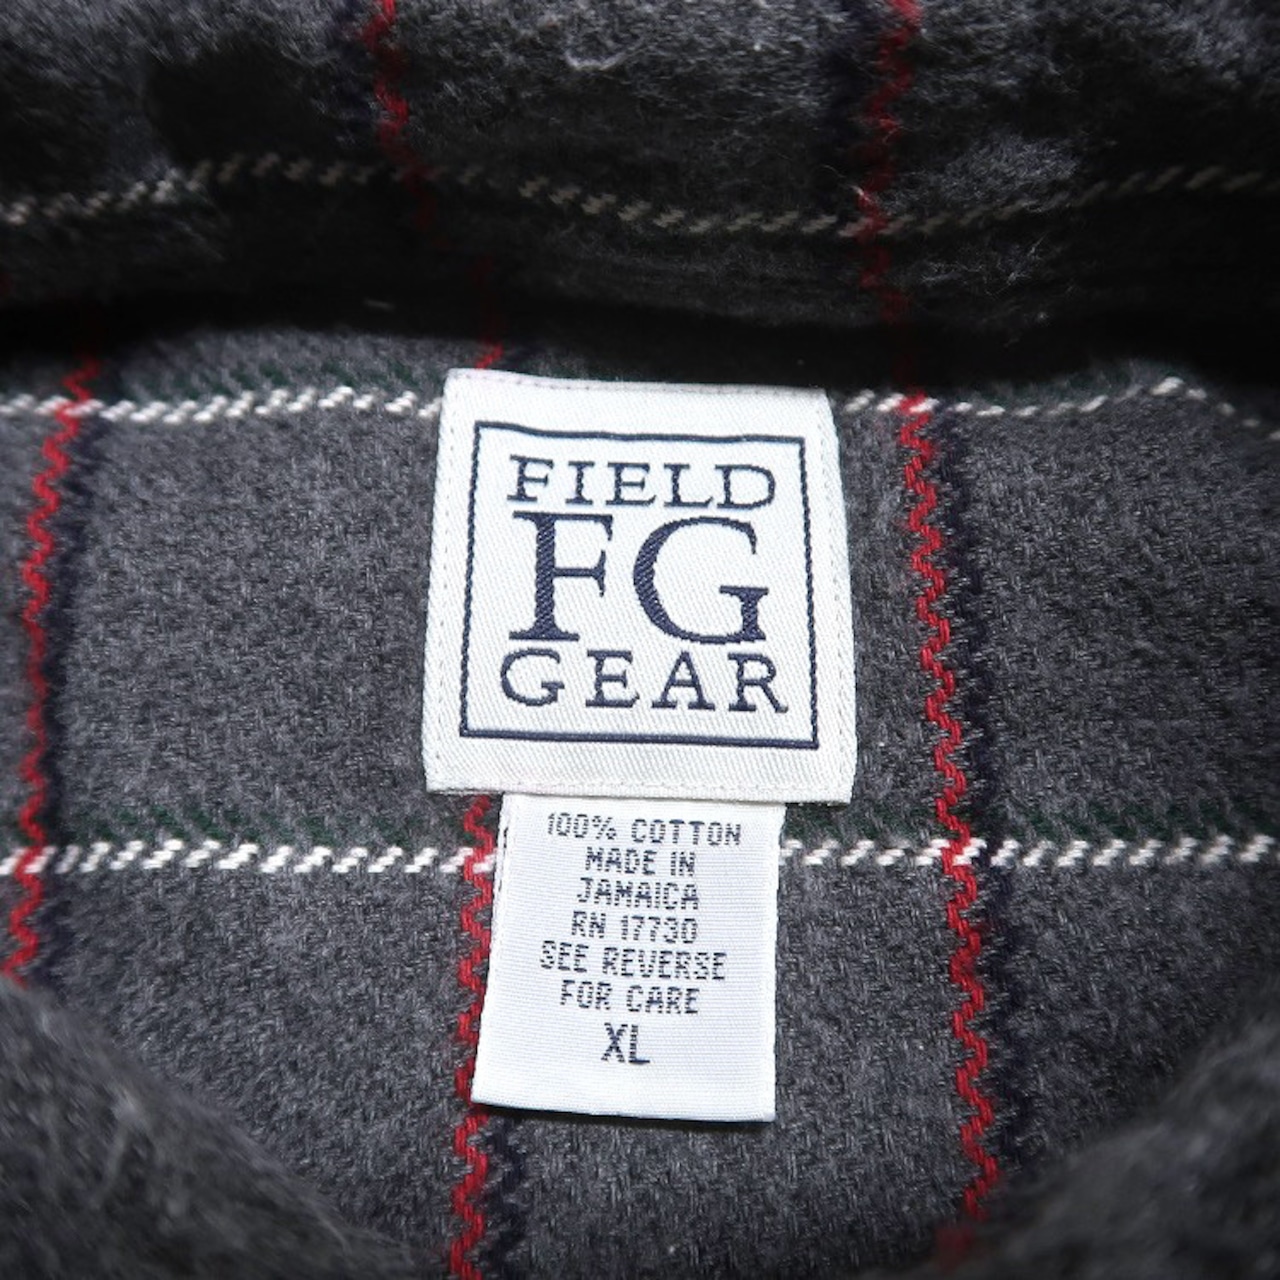 FIELD
FG
GEAR
100% COTTON
MADE IN
JAMAICA
RN 17730
SEE REVERSE
FOR CARE
XL